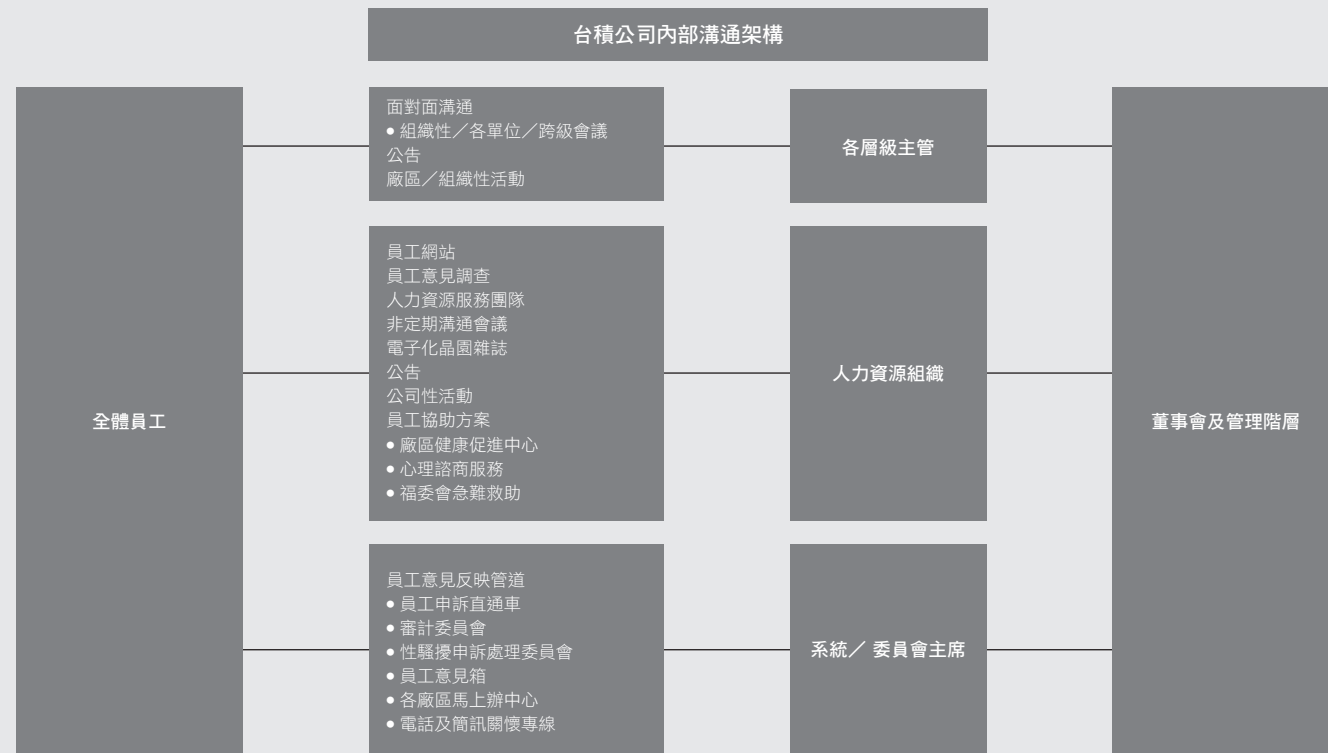 台積公司內部溝通架構
全體員工
面對面溝通
• 組織性／各單位／跨級會議
公告
廠區／組織性活動
各層級主管
員工網站
員工意見調查
人力資源服務團隊
非定期溝通會議
電子化晶園雜誌
公告
公司性活動
員工協助方案
• 廠區健康促進中心
• 心理諮商服務
• 福委會急難救助
人力資源組織
員工意見反映管道
• 員工申訴直通車
• 審計委員會
• 性騷擾申訴處理委員會
• 員工意見箱
• 各廠區馬上辦中心
• 電話及簡訊關懷專線
系統／ 委員會主席
董事會及管理階層